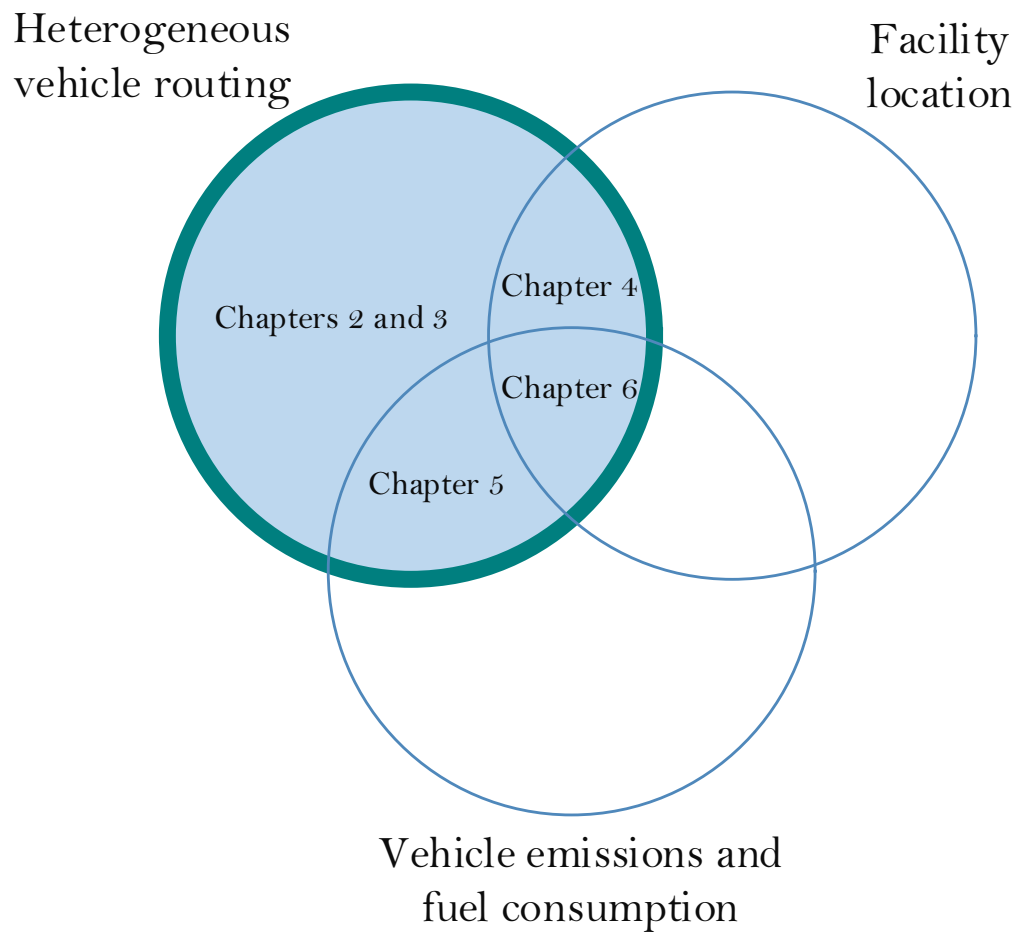 Heterogeneous
vehicle routing
Facility
location
Chapter 4
Chapters 2 and 3
Chapter 6
Chapter 5
Vehicle emissions and
fuel consumption